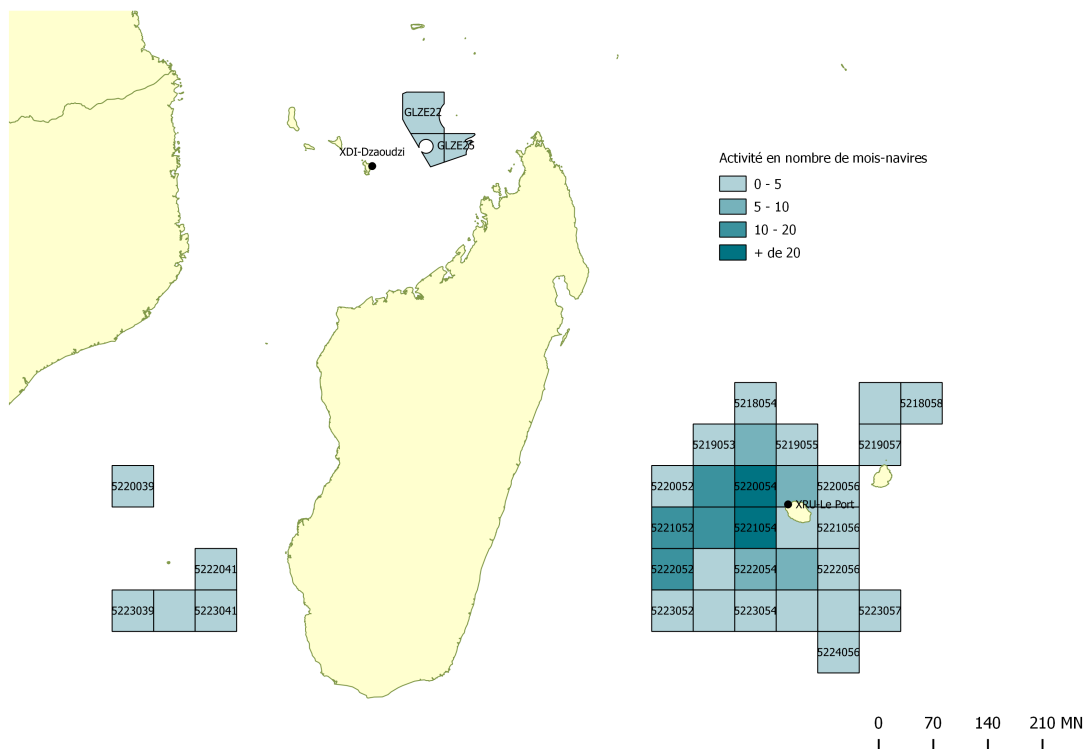 GLZE22
GLZE25
XDI-Dzaoudzi
Activité en nombre de mois-navires
0 - 5
5 - 10
10 - 20
+ de 20
5218054
5218058
5219053
5219055
5219057
5220039
5220052
5220054
5220056
XRU-Le Port
5221052
5221054
5221056
5222041
5222052
5222054
5222056
5223039
5223041
5223052
5223054
5223057
5224056
0 70 140 210 MN